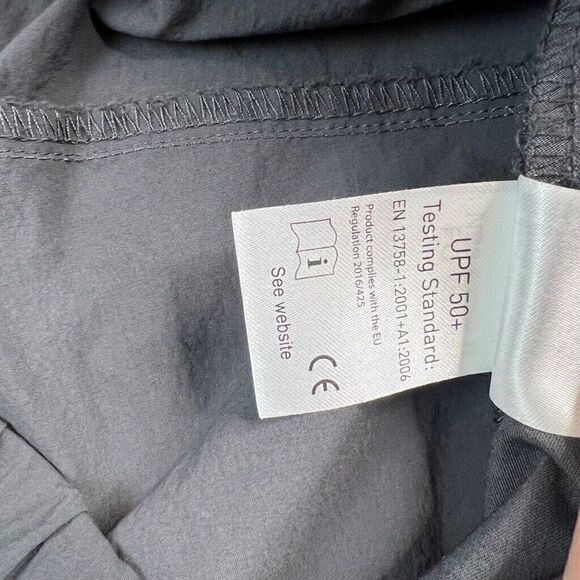 UPF 50+
Testing Standard:
EN 13758-1:2001+A1:2006
Product complies with the EU
Regulation 2016/425
i
See website
CE